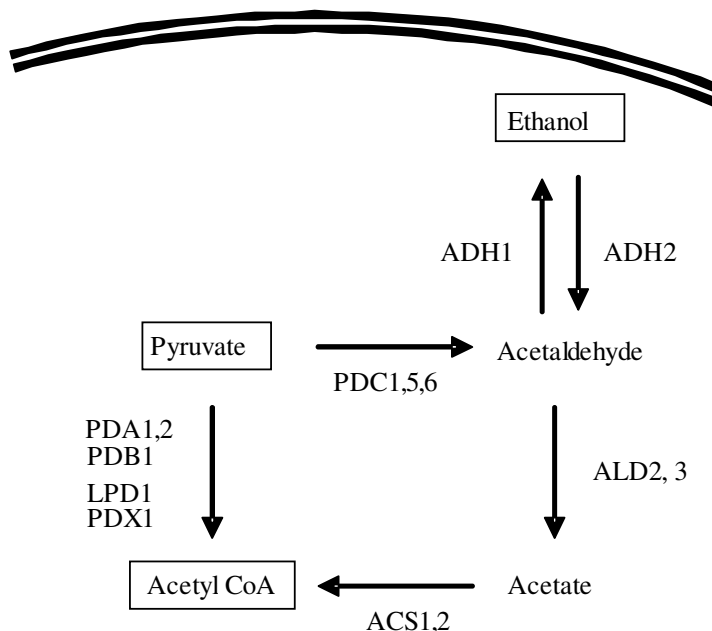 Ethanol
ADH1
ADH2
Pyruvate
Acetaldehyde
PDC1,5,6
PDA1,2
PDB1
LPD1
PDX1
ALD2, 3
Acetyl CoA
Acetate
ACS1,2